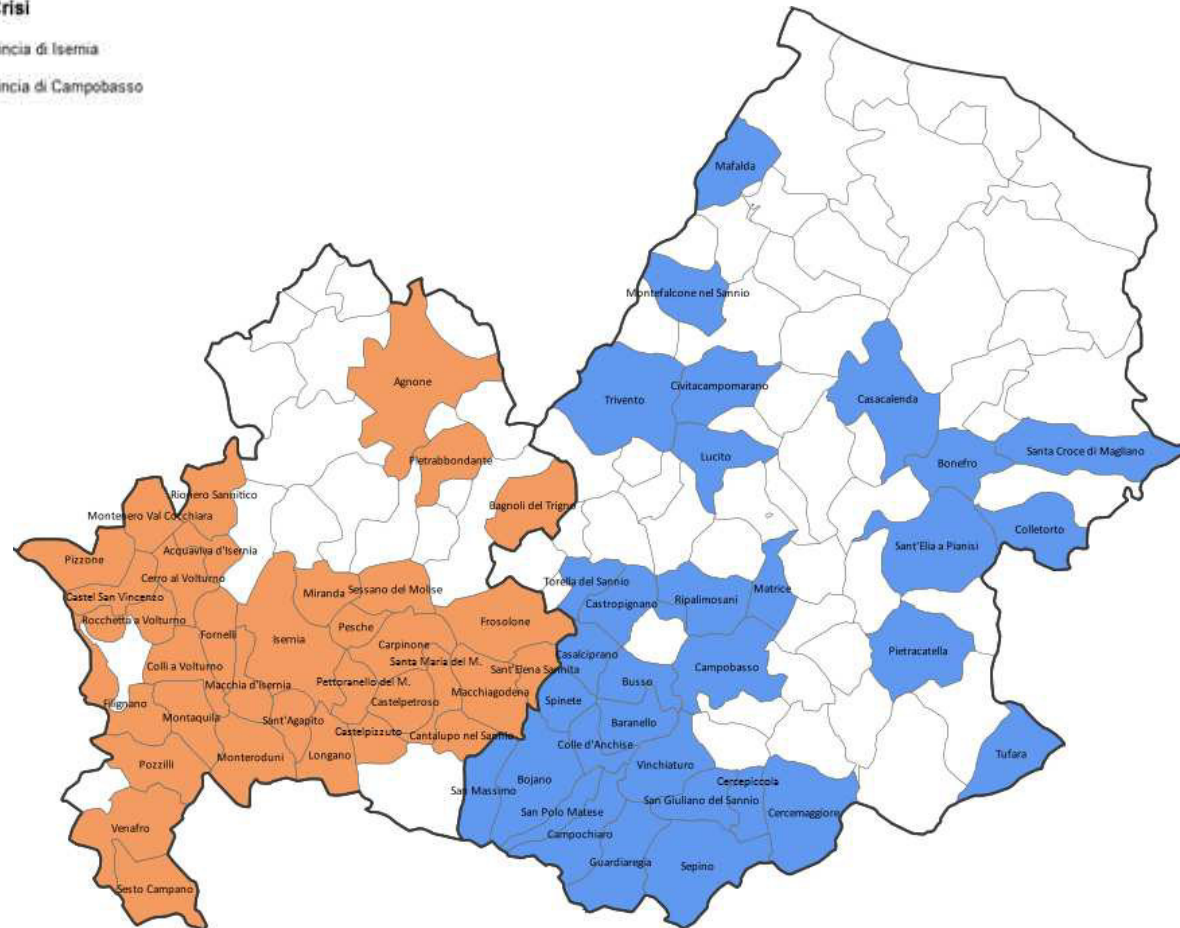 Crisi
incia di Isernia
incia di Campobasso
Mafalda
Montefalcone nel Sannio
Agnone
Trivento
Civitacampomarano
Casacalenda
Pietrabbondante
Lucito
Bonefro
Santa Croce di Magliano
Rionero Sannitico
Bagnoli del Trigno
Montenero Val Cocchiara
Colletorto
Sant'Elia a Pianisi
Acquaviva d'Isernia
Pizzone
Cerro al Volturno
Torella del Sannio
Sessano del Molise
Miranda
Matrice
Castel San Vincenzo
Castropignano
Ripalimosani
Rocchetta a Volturno
Frosolone
Pesche
Fornelli
Isernia
Carpinone
Pietracatella
Casalciprano
Santa Maria del M.
Colli a Volturno
Sant'Elena Sannita
Campobasso
Pettoranello del M.
Busso
Macchia d'Isernia
Macchiagodena
Castelpetroso
Spinete
Filignano
Montaquila
Sant'Agapito
Baranello
Castelpizzuto
Cantalupo nel Sannio
Colle d'Anchise
Longano
Monteroduni
Tufara
Pozzilli
Vinchiaturo
Bojano
Cercepiccola
San Massimo
San Giuliano del Sannio
San Polo Matese
Cercemaggiore
Venafro
Campochiaro
Guardiaregia
Sepino
Sesto Campano